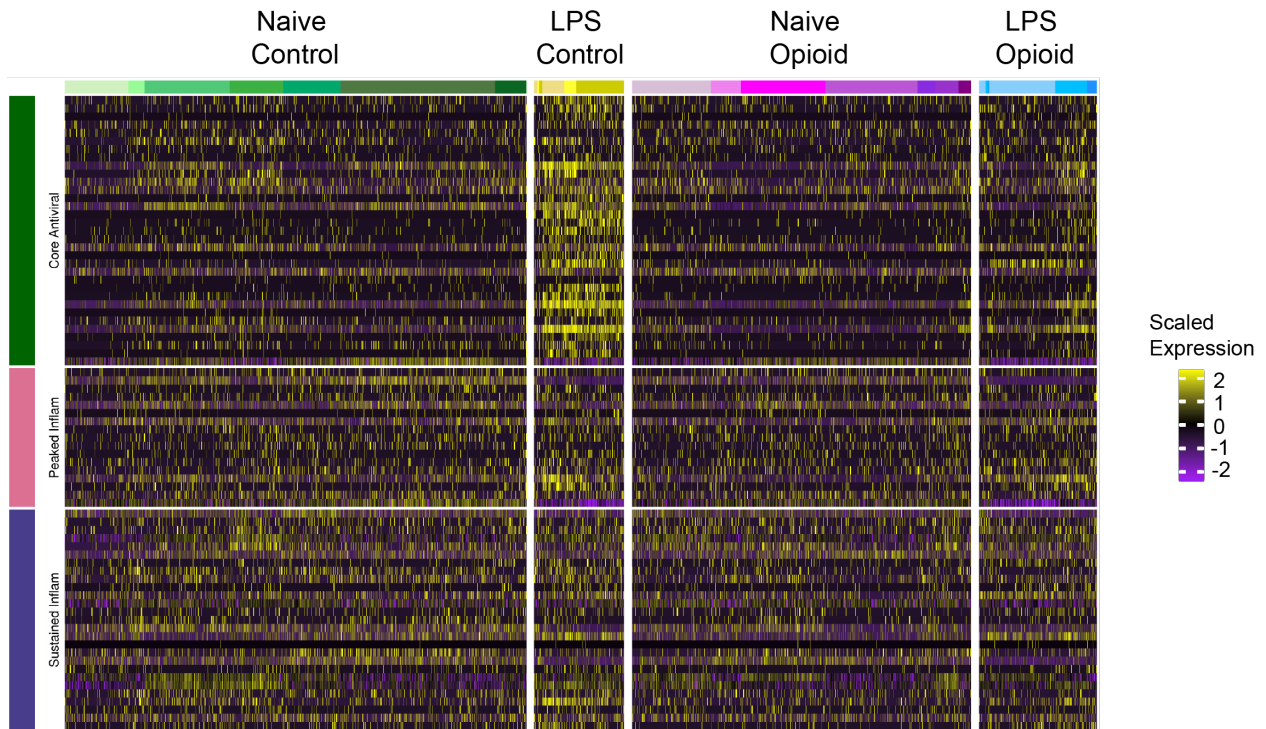 Naive
Control
LPS
Control
Naive
Opioid
LPS
Opioid
Core Antiviral
Peaked Inflam
Sustained Inflam
Scaled
Expression
2
1
0
-1
-2